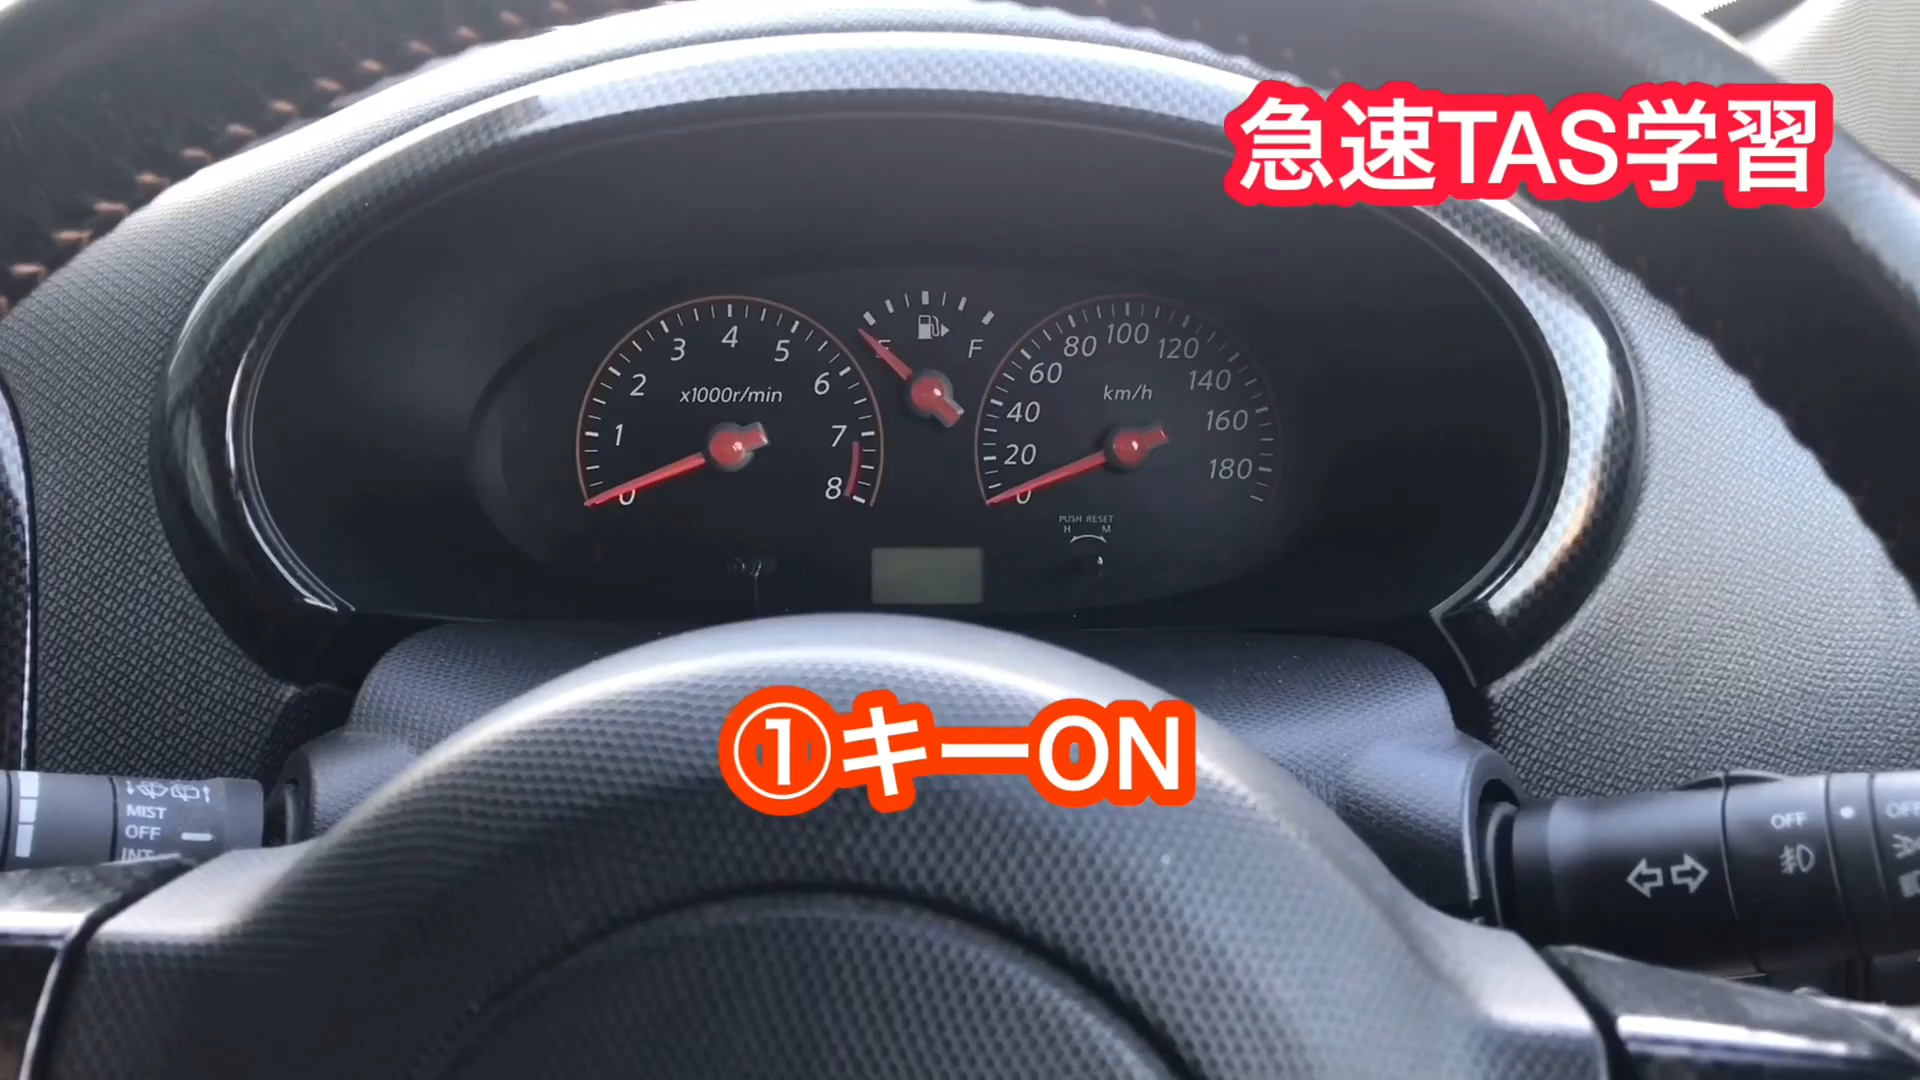 急速TAS学習
1
2
3
4
5
6
7
8
0
x1000r/min
E
F
0
20
40
60
80
100
120
140
160
180
km/h
PUSH RESET
H M
①キーON
MIST
OFF
INT
OFF
OFF